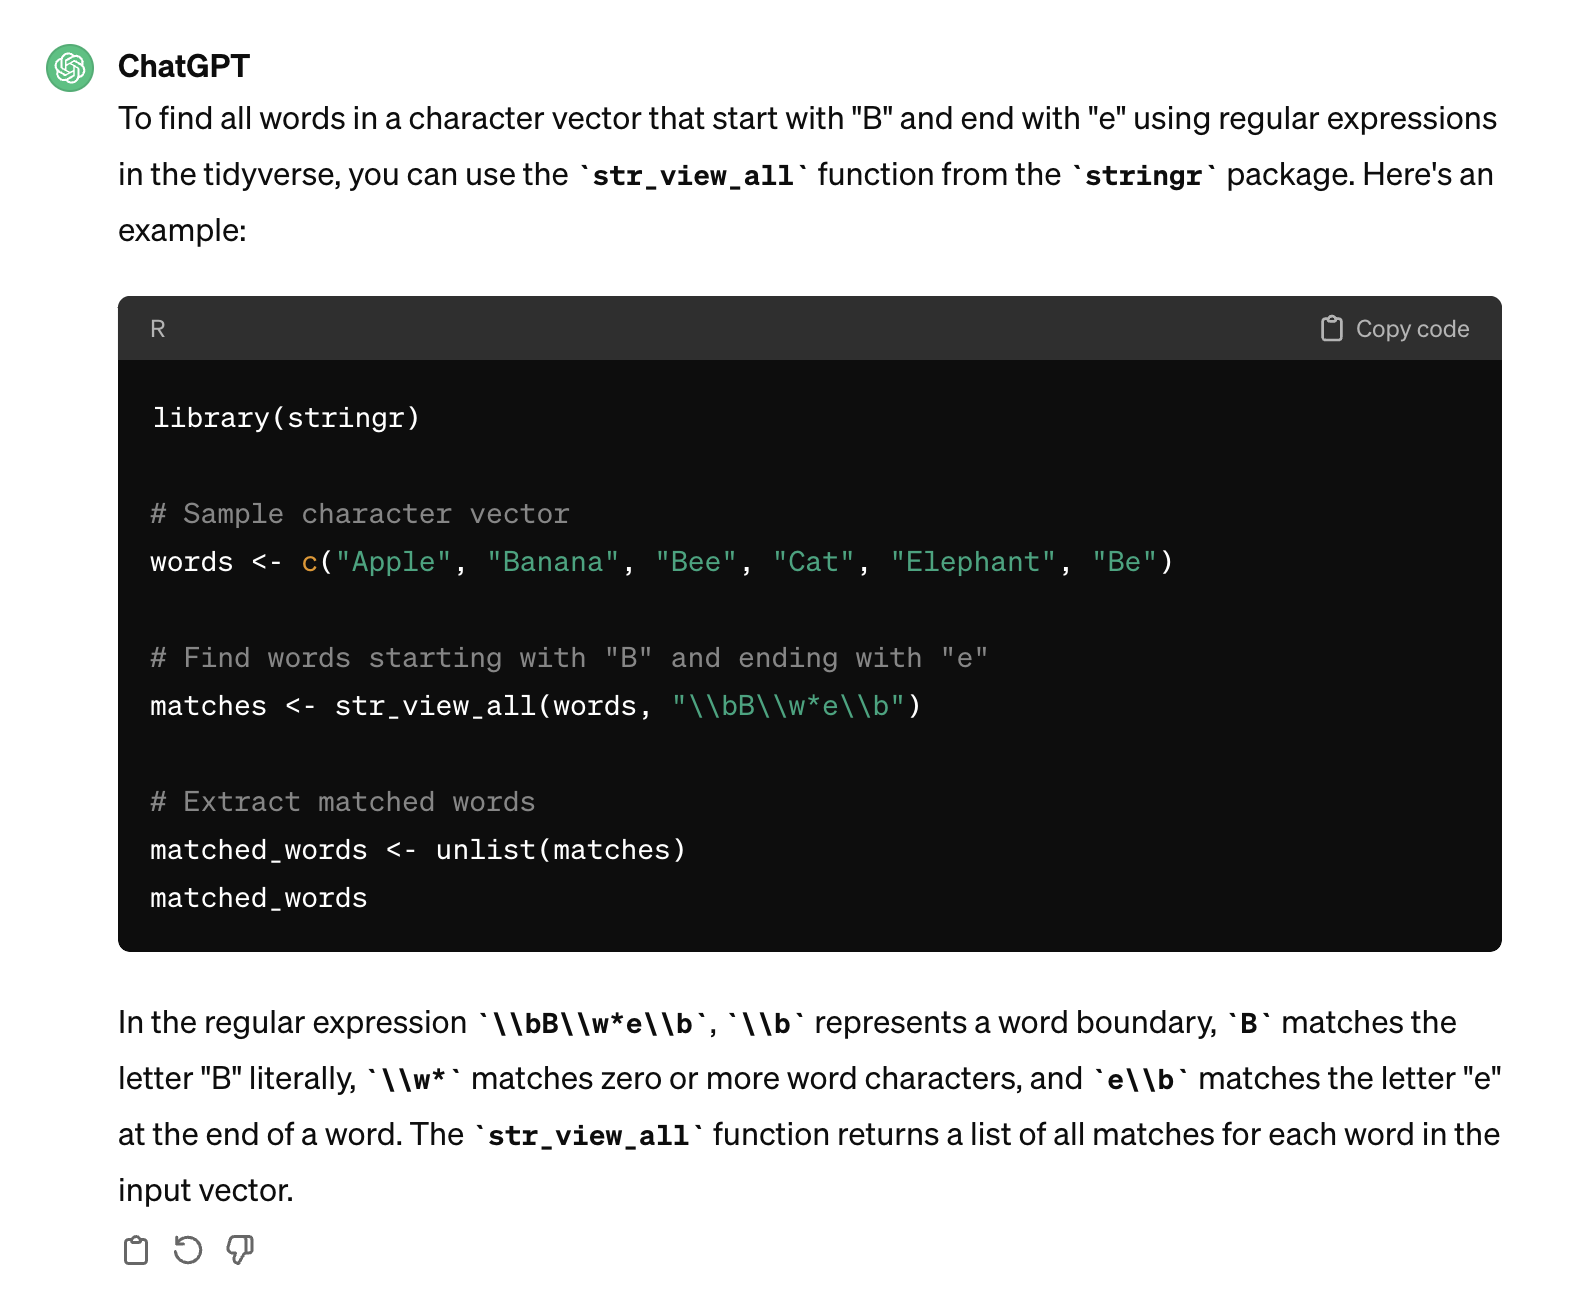 ChatGPT
To find all words in a character vector that start with "B" and end with "e" using regular expressions
in the tidyverse, you can use the `str_view_all` function from the `stringr` package. Here's an
example:
R
Copy code
library(stringr)
# Sample character vector
words <- c("Apple", "Banana", "Bee", "Cat", "Elephant", "Be")
# Find words starting with "B" and ending with "e"
matches <- str_view_all(words, "\\bB\\w*e\\b")
# Extract matched words
matched_words <- unlist(matches)
matched_words
In the regular expression `\\bB\\w*e\\b`, `\\b` represents a word boundary, `B` matches the
letter "B" literally, `\\w*` matches zero or more word characters, and `e\\b` matches the letter "e"
at the end of a word. The `str_view_all` function returns a list of all matches for each word in the
input vector.